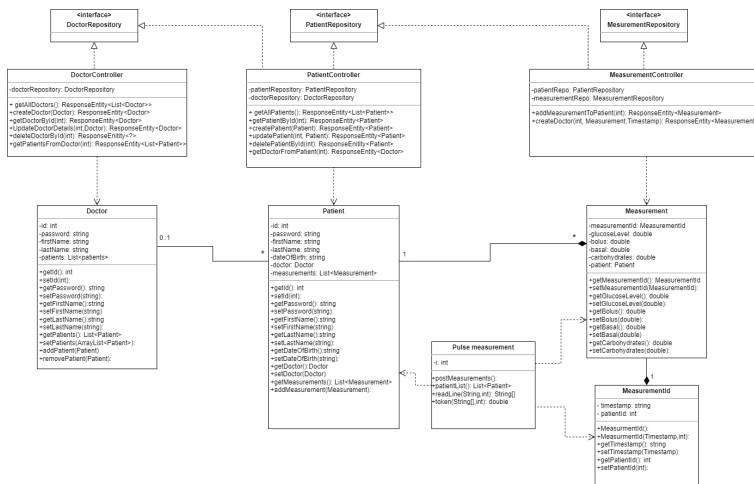 <interface>
DoctorRepository
<interface>
PatientRepository
<interface>
MesurementRepository
DoctorController
-doctorRepository: DoctorRepository
+ getAllDoctors(): ResponseEntity<List<Doctor>>
+createDoctor(Doctor): ResponseEntity<Doctor>
+getDoctorById(int): ResponseEntity<Doctor>
+UpdateDoctorDetails(int,Doctor): ResponseEntity<Doctor>
+deleteDoctorById(int): ResponseEntity<?>
+getPatientsFromDoctor(int): ResponseEntity<List<Patient>>
PatientController
-patientRepository: PatientRepository
-doctorRepository: DoctorRepository
+ getAllPatients(): ResponseEntity<List<Patient>>
+getPatientById(int): ResponseEntity<Patient>
+createPatient(Patient): ResponseEntity<Patient>
+updatePatient(int, Patient): ResponseEntity<Patient>
+deletePatientById(int): ResponseEntity<Patient>
+getDoctorFromPatient(int): ResponseEntity<Doctor>
MeasurementController
-patientRepo: PatientRepository
-measurementRepo: MeasurementRepository
+addMeasurementToPatient(int): ResponseEntity<Measurement>
+createDoctor(int, Measurement,Timestamp): ResponseEntity<Measurement
Doctor
-id: int
-password: string
-firstName: string
-lastName: string
-patients: List<patients>
+getId(): int
+setId(int):
+getPassword(): string
+setPassword(string):
+getFirstName():string
+setFirstName(string)
+getLastName():string
+setLastName(string):
+getPatients(): List<Patient>
+setPatients(ArrayList<Patient>):
+addPatient(Patient)
+removePatient(Patient):
0..1
*
Patient
-id: int
-password: string
-firstName: string
-lastName: string
-dateOfBirth: string
-doctor: Doctor
-measurements: List<Measurement>
+getId(): int
+setId(int):
+getPassword(): string
+setPassword(string):
+getFirstName():string
+setFirstName(string)
+getLastName():string
+setLastName(string):
+getDateOfBirth():string
+setDateOfBirth(string):
+getDoctor():Doctor
+setDoctor(Doctor)
+getMeasurements(): List<Measurement>
+addMeasurement(Measurement):
1
*
Measurement
-measurementId: MeasurementId
-glucoseLevel: double
-bolus: double
-basal: double
-carbohydrates: double
-patient: Patient
+getMeasurementId(): MeasurementId
+setMeasurementId(MeasurementId):
+getGlucoseLevel(): double
+setGlucoseLevel(double):
+getBolus(): double
+setBolus(double):
+getBasal(): double
+setBasal(double)
+getCarbohydrates(): double
+setCarbohydrates(double):
Pulse measurement
-i: int
+postMeasurements():
+patientList(): List<Patient>
+readLine(String,int): String[]
+token(String[],int): double
1
MeasurementId
- timestamp: string
- patientId: int
+MeasurmentId():
+MeasurmentId(Timestamp,int):
+getTimestamp(): string
+setTimestamp(Timestamp):
+getPatientId(): int
+setPatientId(int):